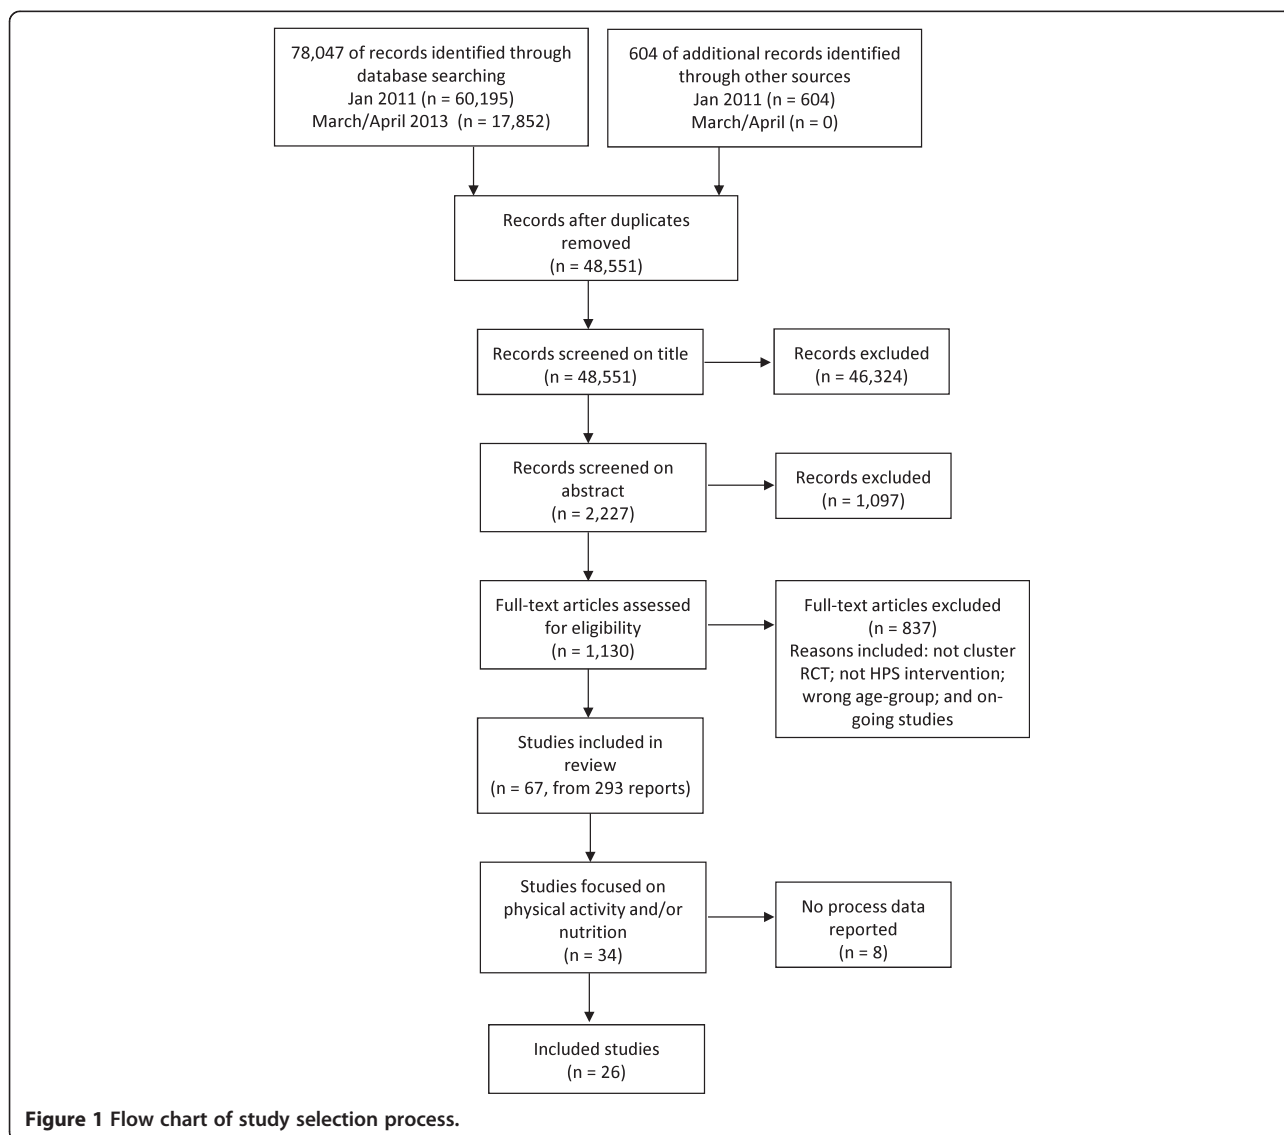 78,047 of records identified through
database searching
Jan 2011 (n = 60,195)
March/April 2013  (n = 17,852)
604 of additional records identified
through other sources
Jan 2011 (n = 604)
March/April (n = 0)
Records after duplicates
removed
(n = 48,551)
Records screened on title
(n = 48,551)
Records excluded
(n = 46,324)
Records screened on
abstract
(n = 2,227)
Records excluded
(n = 1,097)
Full-text articles assessed
for eligibility
(n = 1,130)
Full-text articles excluded
(n = 837)
Reasons included: not cluster
RCT; not HPS intervention;
wrong age-group; and on-
going studies
Studies included in
review
(n = 67, from 293 reports)
Studies focused on
physical activity and/or
nutrition
(n = 34)
No process data
reported
(n = 8)
Included studies
(n = 26)
Figure 1 Flow chart of study selection process.